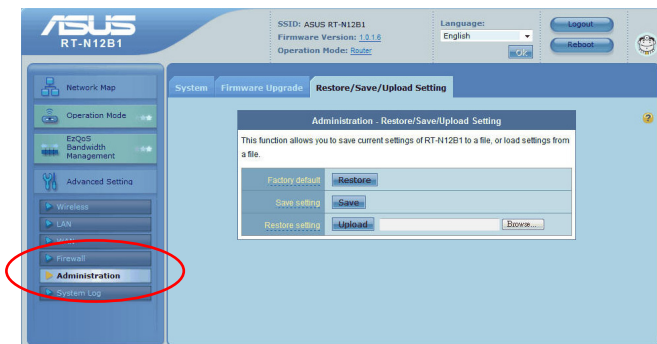 ASUS
RT-N12B1
SSID: ASUS RT-N12B1
Firmware Version: 1.0.1.6
Operation Mode: Router
Language:
English
OK
Logout
Reboot
Network Map
Operation Mode
EzQoS
Bandwidth
Management
Advanced Setting
Wireless
LAN
WAN
Firewall
Administration
System Log
System
Firmware Upgrade
Restore/Save/Upload Setting
Administration - Restore/Save/Upload Setting
This function allows you to save current settings of RT-N12B1 to a file, or load settings from
a file.
Factory default
Restore
Save setting
Save
Restore setting
Upload
Browse...
?